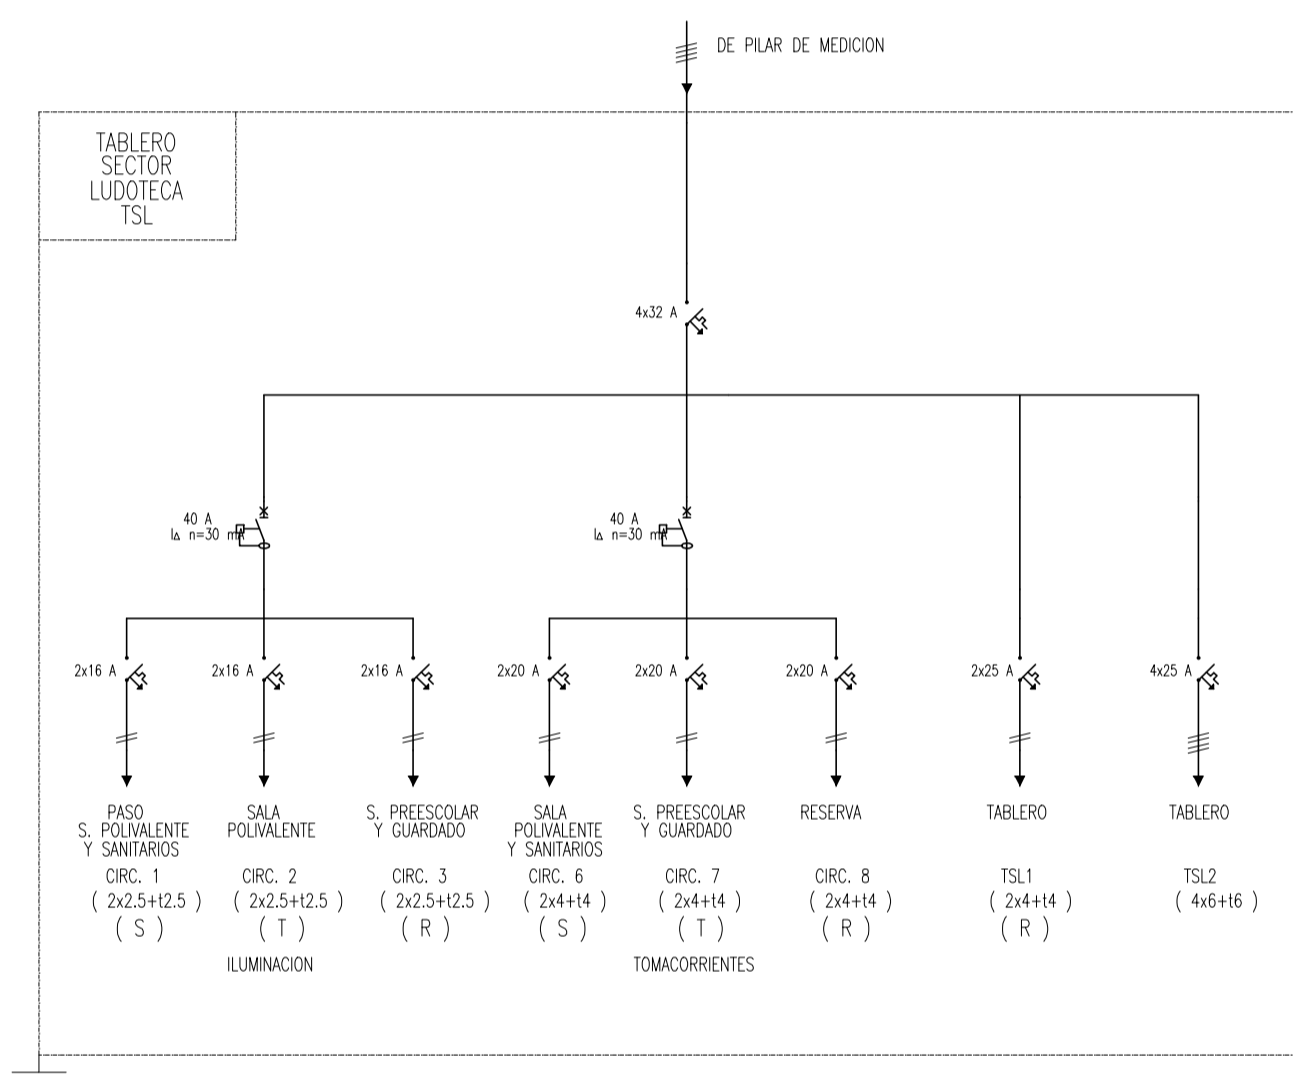 DE PILAR DE MEDICION
TABLERO
SECTOR
LUDOTECA
TSL
4x32 A
40 A
I∆ n=30 mA
40 A
I∆ n=30 mA
2x16 A
2x16 A
2x16 A
2x20 A
2x20 A
2x20 A
2x25 A
4x25 A
PASO
S. POLIVALENTE
Y SANITARIOS
CIRC. 1
( 2x2.5+t2.5 )
( S )
SALA
POLIVALENTE
CIRC. 2
( 2x2.5+t2.5 )
( T )
S. PREESCOLAR
Y GUARDADO
CIRC. 3
( 2x2.5+t2.5 )
( R )
ILUMINACION
SALA
POLIVALENTE
Y SANITARIOS
CIRC. 6
( 2x4+t4 )
( S )
S. PREESCOLAR
Y GUARDADO
CIRC. 7
( 2x4+t4 )
( T )
RESERVA
CIRC. 8
( 2x4+t4 )
( R )
TOMACORRIENTES
TABLERO
TSL1
( 2x4+t4 )
( R )
TABLERO
TSL2
( 4x6+t6 )